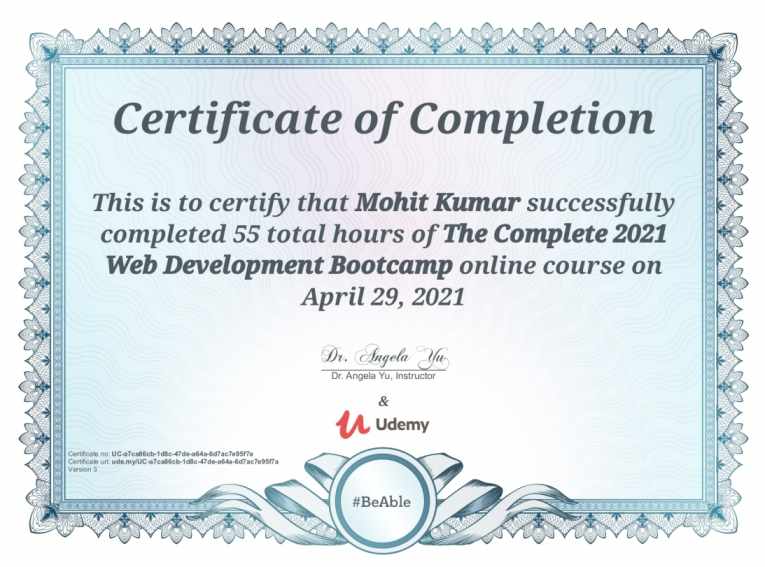 Certificate of Completion
This is to certify that Mohit Kumar successfully
completed 55 total hours of The Complete 2021
Web Development Bootcamp online course on
April 29, 2021
Dr. Angela Yu
Dr. Angela Yu, Instructor
&
Udemy
Certificate no: UC-a7ca86cb-1d8c-47de-a64a-6d7ac7e95f7a
Certificate url: ude.my/UC-a7ca86cb-1d8c-47de-a64a-6d7ac7e95f7a
Version 3
#BeAble